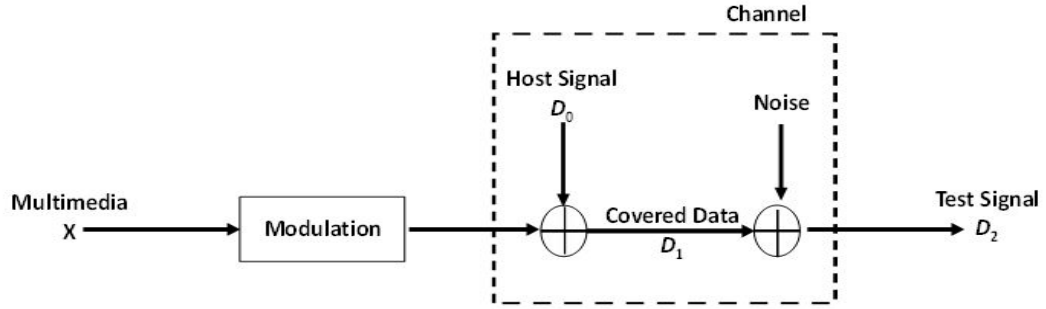 Channel
Host Signal
D₀
Noise
Multimedia
X
Modulation
Covered Data
D₁
Test Signal
D₂